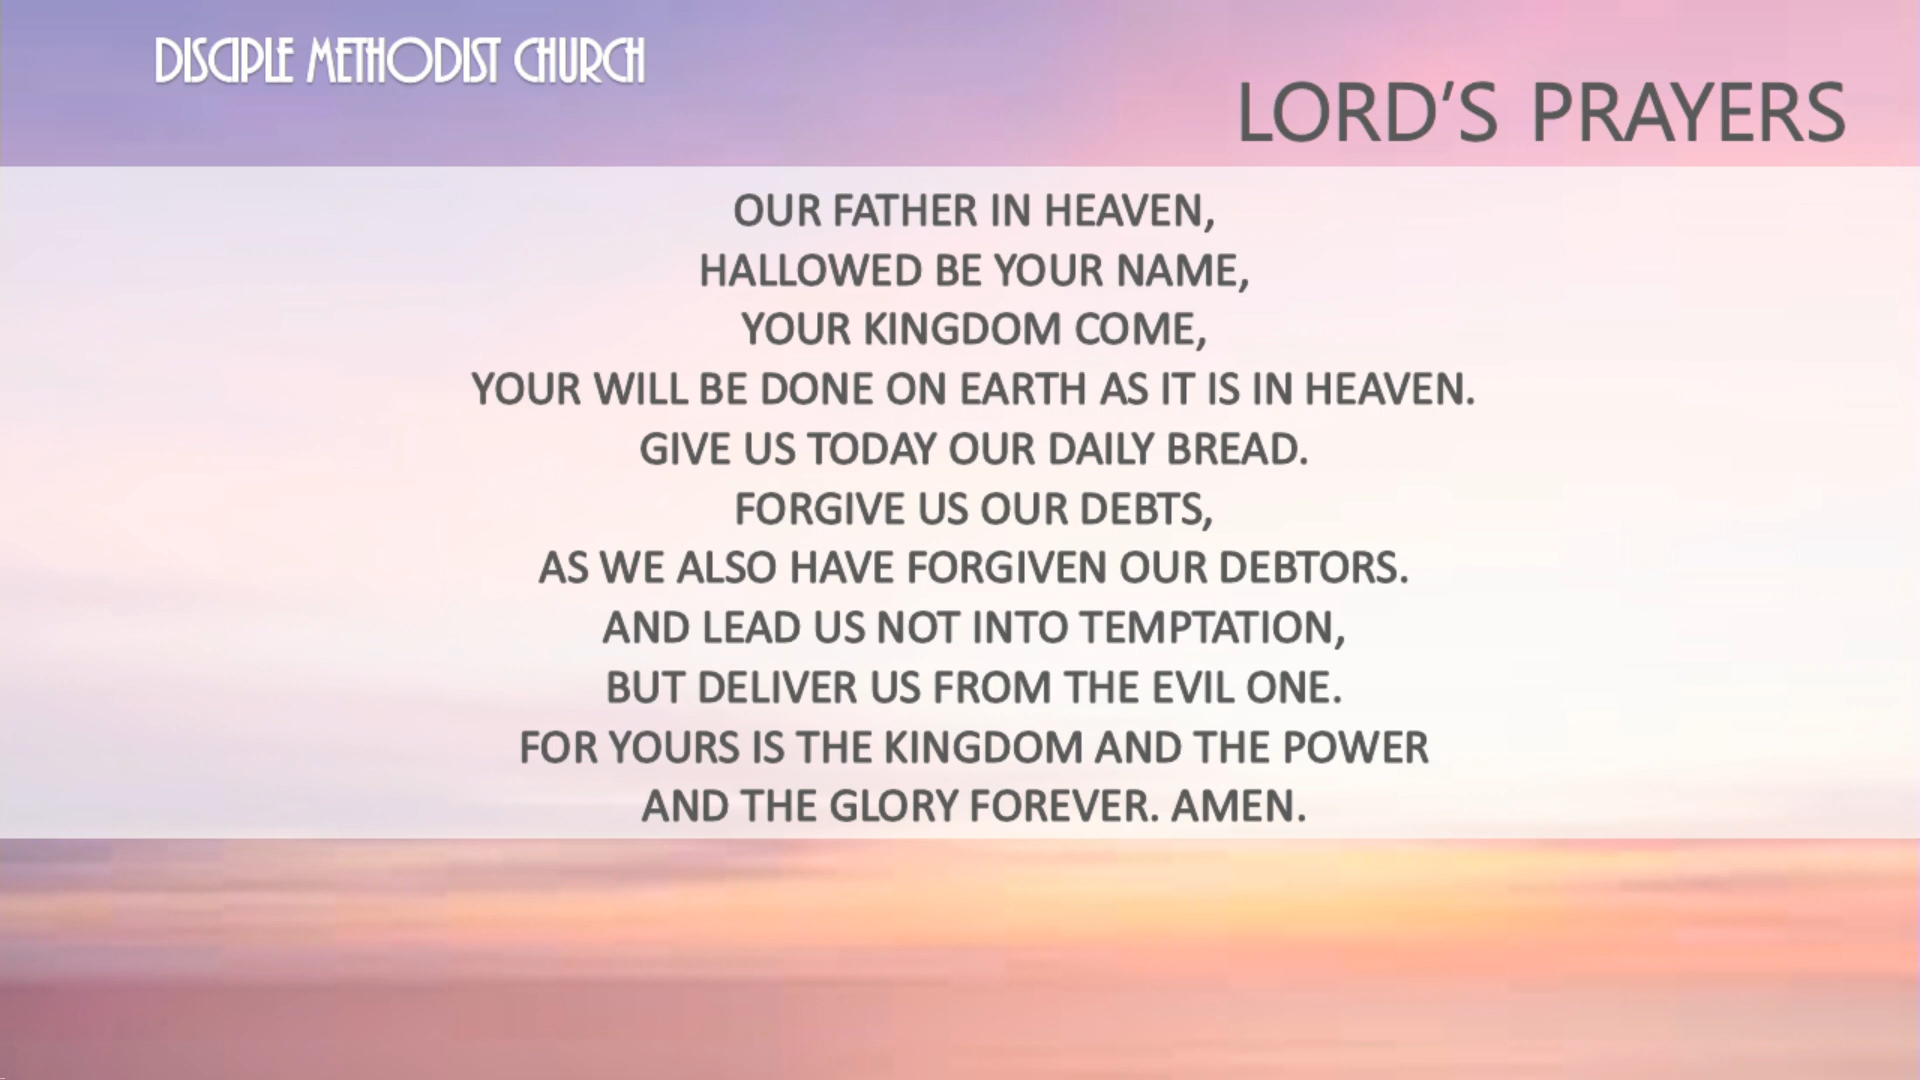 DISCIPLE METHODIST CHURCH
LORD’S PRAYERS
OUR FATHER IN HEAVEN,
HALLOWED BE YOUR NAME,
YOUR KINGDOM COME,
YOUR WILL BE DONE ON EARTH AS IT IS IN HEAVEN.
GIVE US TODAY OUR DAILY BREAD.
FORGIVE US OUR DEBTS,
AS WE ALSO HAVE FORGIVEN OUR DEBTORS.
AND LEAD US NOT INTO TEMPTATION,
BUT DELIVER US FROM THE EVIL ONE.
FOR YOURS IS THE KINGDOM AND THE POWER
AND THE GLORY FOREVER. AMEN.